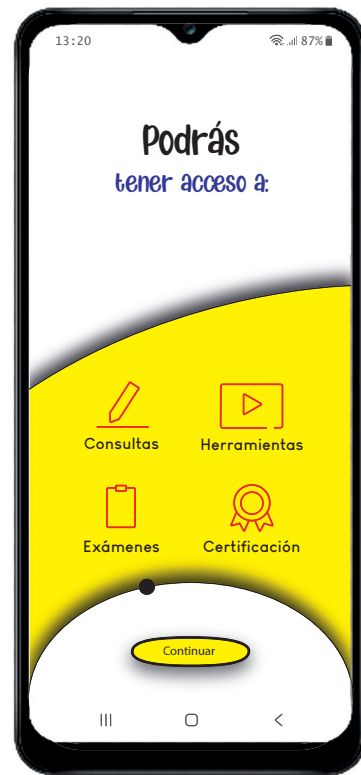 13:20 87%
Podrás
tener acceso a:
Consultas Herramientas
Exámenes Certificación
Continuar